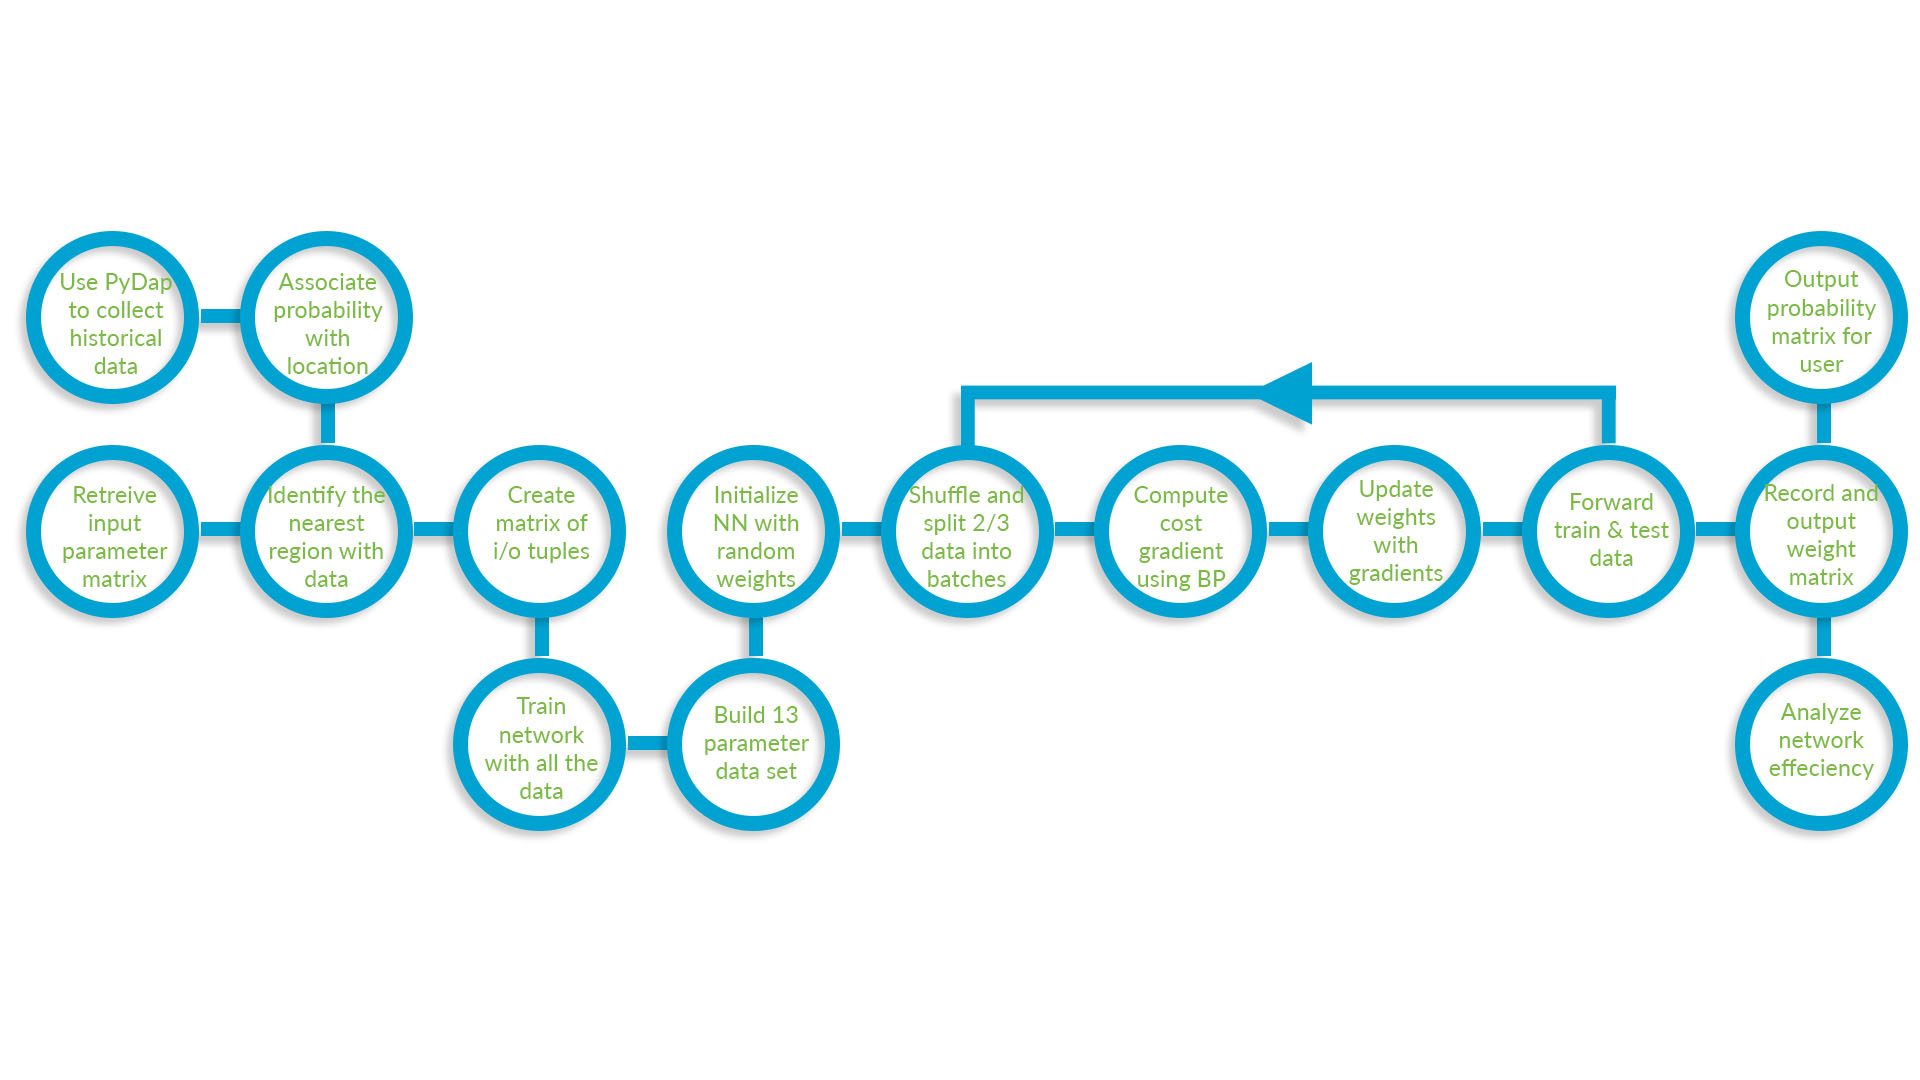 Use PyDap
to collect
historical
data
Associate
probability
with
location
Retreive
input
parameter
matrix
Identify the
nearest
region with
data
Create
matrix of
i/o tuples
Train
network
with all the
data
Build 13
parameter
data set
Initialize
NN with
random
weights
Shuffle and
split 2/3
data into
batches
Compute
cost
gradient
using BP
Update
weights
with
gradients
Forward
train & test
data
Record and
output
weight
matrix
Output
probability
matrix for
user
Analyze
network
effeciency